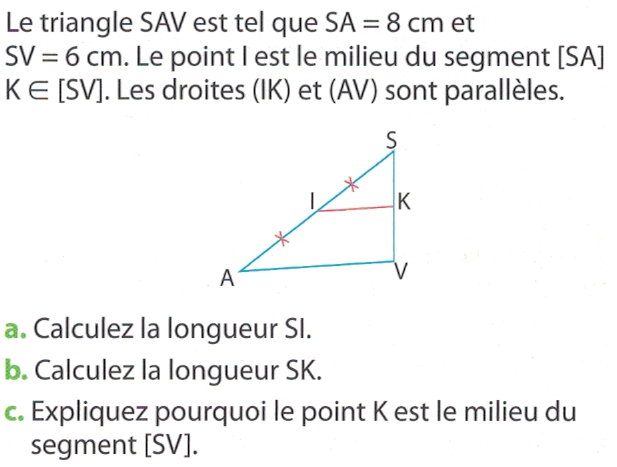 Le triangle SAV est tel que SA = 8 cm et
SV = 6 cm. Le point I est le milieu du segment [SA]
K ∈ [SV]. Les droites (IK) et (AV) sont parallèles.
S
I
K
A
V
a. Calculez la longueur SI.
b. Calculez la longueur SK.
c. Expliquez pourquoi le point K est le milieu du
segment [SV].